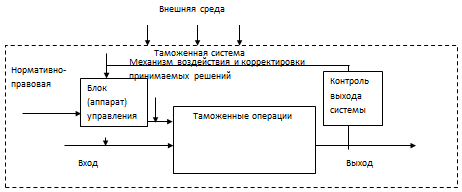 Внешняя среда
Таможенная система
Механизм воздействия и корректировки
принимаемых решений
Нормативно-
правовая
Блок
(аппарат)
управления
Контроль
выхода
системы
Таможенные операции
Вход
Выход